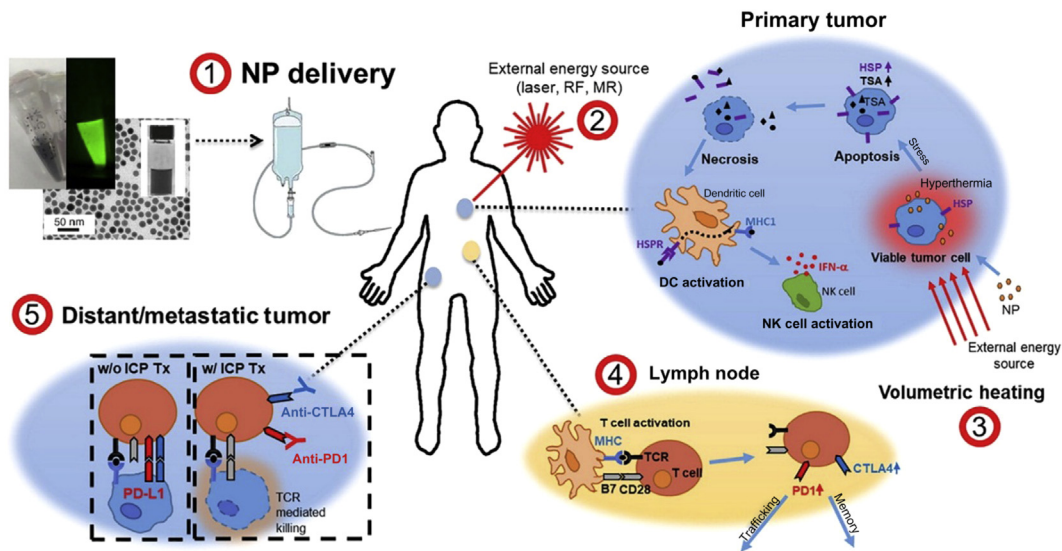 Primary tumor
1 NP delivery
50 nm
External energy source
(laser, RF, MR)
2
HSP
TSA
TSA
Necrosis
Apoptosis
Stress
Dendritic cell
Hyperthermia
HSP
MHC1
HSPR
Viable tumor cell
DC activation
IFN-α
NK cell
NK cell activation
NP
External energy
source
Volumetric heating
3
4 Lymph node
T cell activation
MHC
TCR
T cell
B7 CD28
CTLA4
PD1
Trafficking
Memory
5 Distant/metastatic tumor
w/o ICP Tx
w/ ICP Tx
Anti-CTLA4
Anti-PD1
PD-L1
TCR
mediated
killing